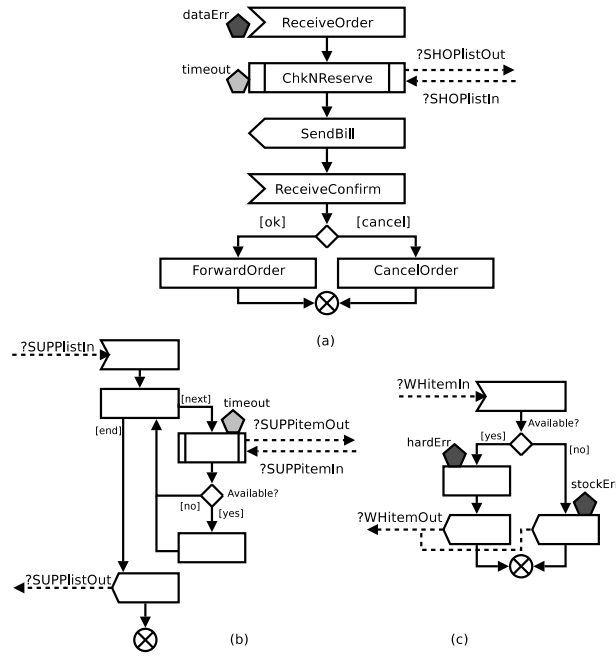 dataErr
ReceiveOrder
?SHOPlistOut
timeout
ChkNReserve
?SHOPlistIn
SendBill
ReceiveConfirm
[ok]
[cancel]
ForwardOrder
CancelOrder
(a)
?SUPPlistIn
[next]
timeout
[end]
?SUPPitemOut
?SUPPitemIn
Available?
[no]
[yes]
?SUPPlistOut
(b)
?WHitemIn
Available?
[yes]
[no]
hardErr
stockErr
?WHitemOut
(c)